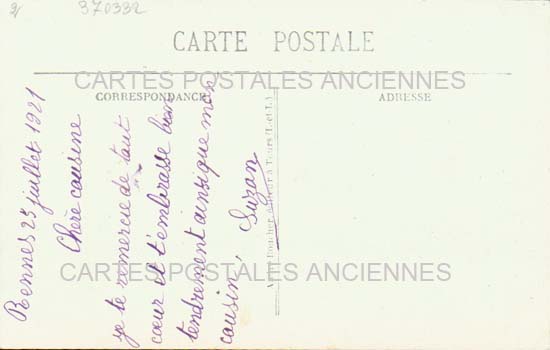 370332
CARTE POSTALE
CARTES POSTALES ANCIENNES
CORRESPONDANCE
ADRESSE
Rennes 25 juillet 1921
Chère cousine
je te remercie de tout
cœur et t'embrasse bien
tendrement ainsi que mon
cousin,
Suzan
CARTES POSTALES ANCIENNES